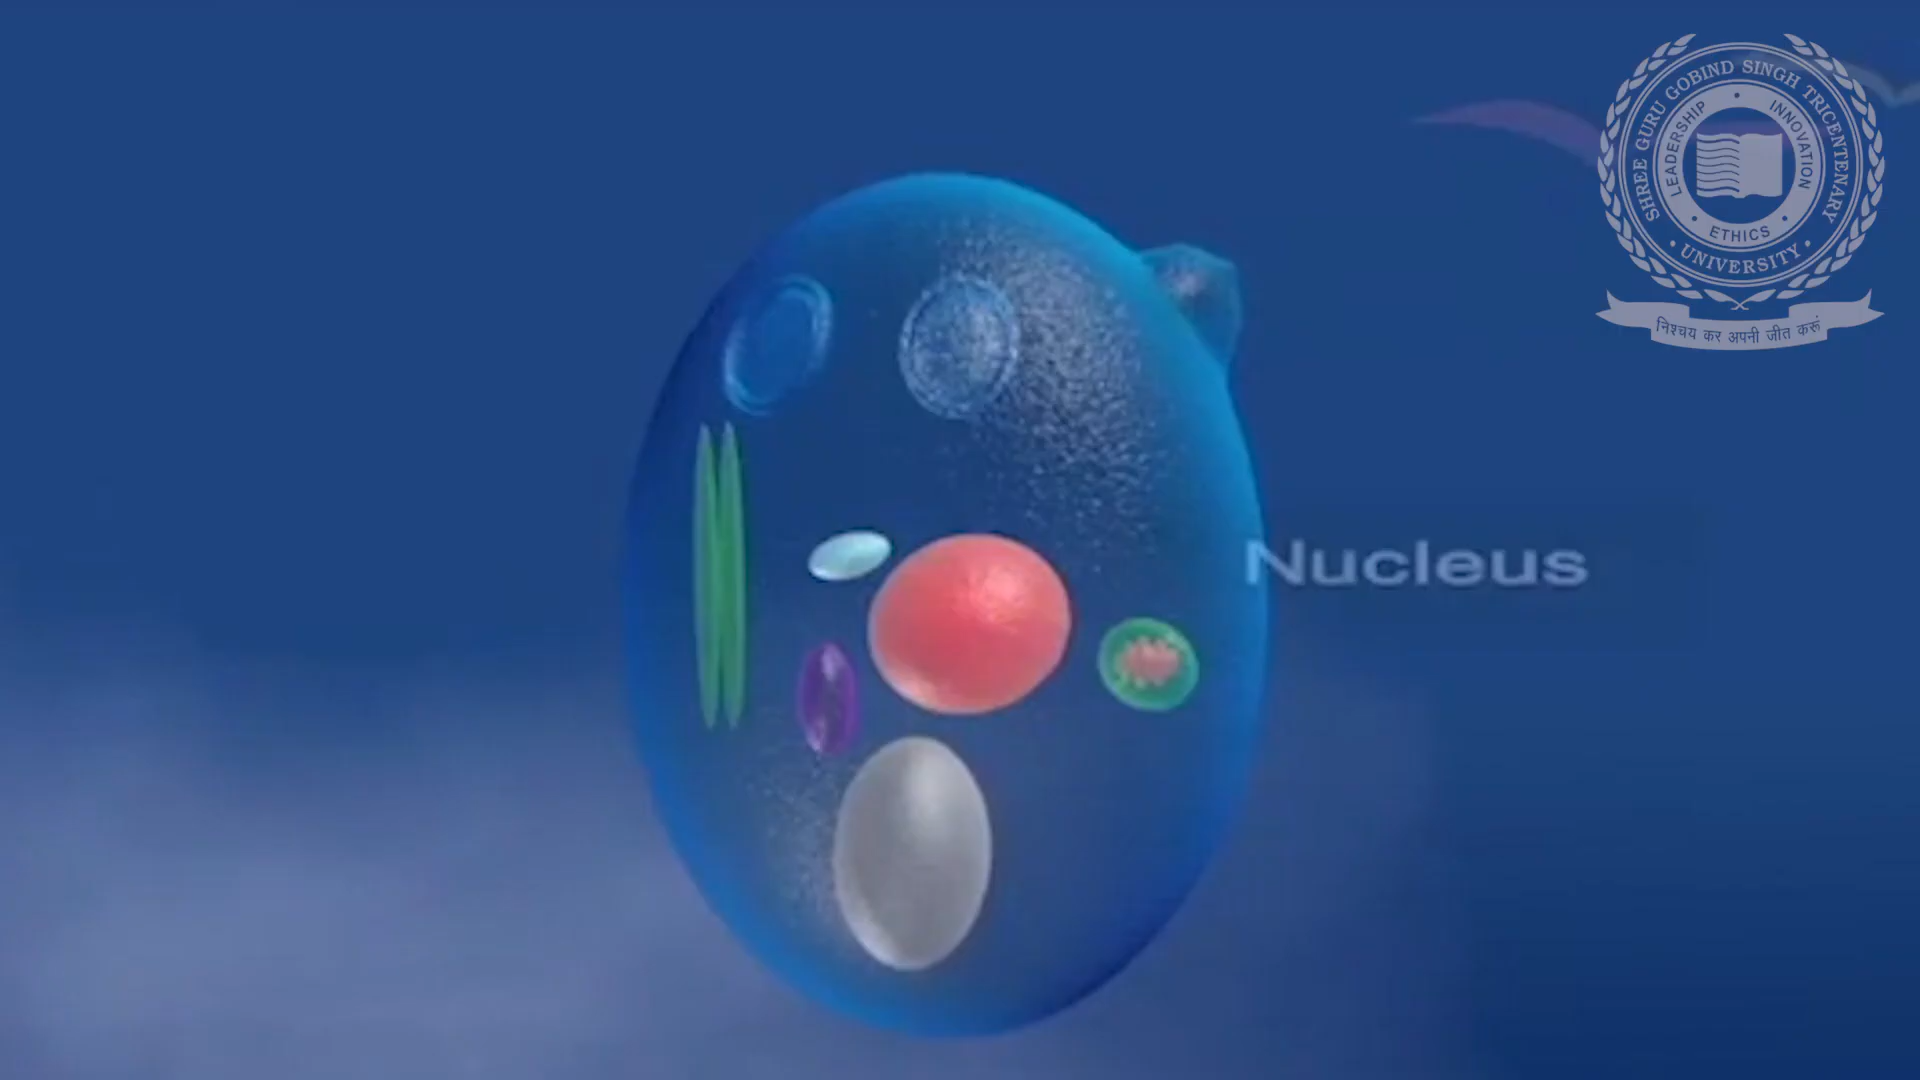 SHREE GURU GOBIND SINGH TRICENTENARY
UNIVERSITY
LEADERSHIP
INNOVATION
ETHICS
निश्चय कर अपनी जीत करूं
Nucleus